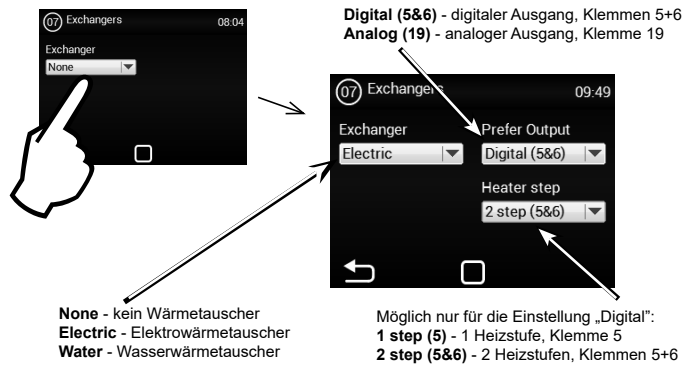 07 Exchangers 08:04
Exchanger
None
Digital (5&6) - digitaler Ausgang, Klemmen 5+6
Analog (19) - analoger Ausgang, Klemme 19
07 Exchangers 09:49
Exchanger Prefer Output
Electric Digital (5&6)
Heater step
2 step (5&6)
None - kein Wärmetauscher
Electric - Elektrowärmetauscher
Water - Wasserwärmetauscher
Möglich nur für die Einstellung „Digital”:
1 step (5) - 1 Heizstufe, Klemme 5
2 step (5&6) - 2 Heizstufen, Klemmen 5+6